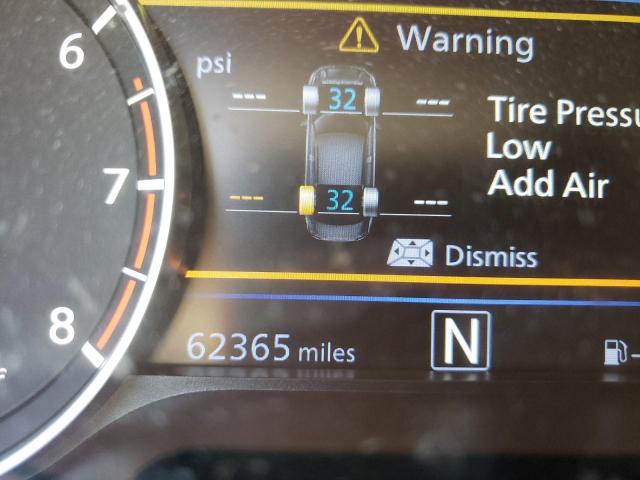 6
7
8
Warning
psi
--- 32 ---
--- 32 ---
Tire Pressu
Low
Add Air
Dismiss
62365 miles
N